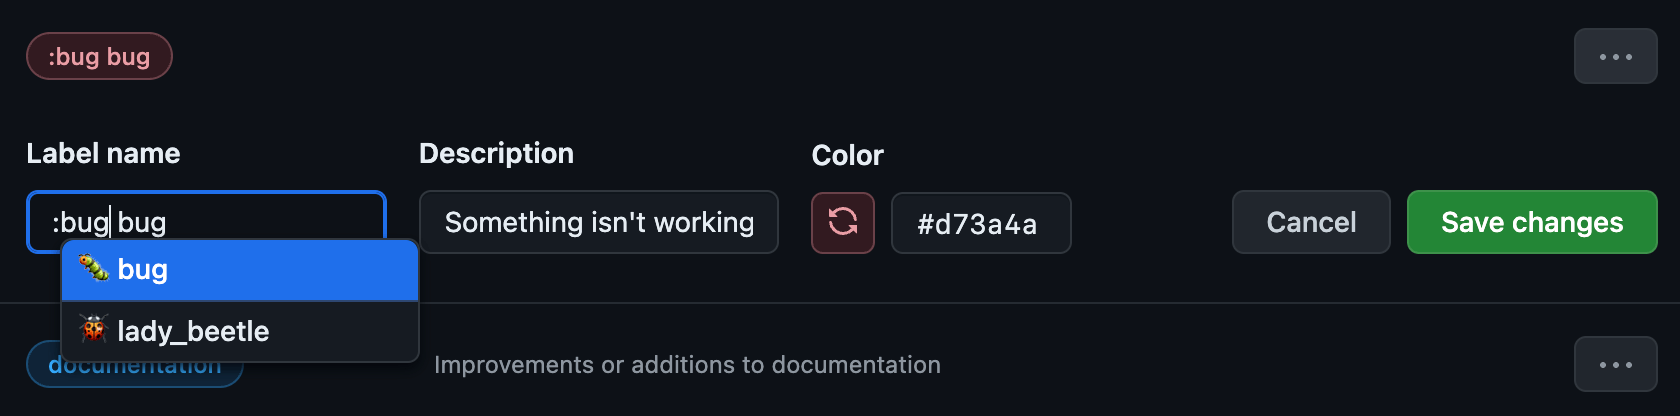 :bug bug
Label name
Description
Color
:bug bug
Something isn't working
#d73a4a
Cancel
Save changes
bug
lady_beetle
documentation
Improvements or additions to documentation